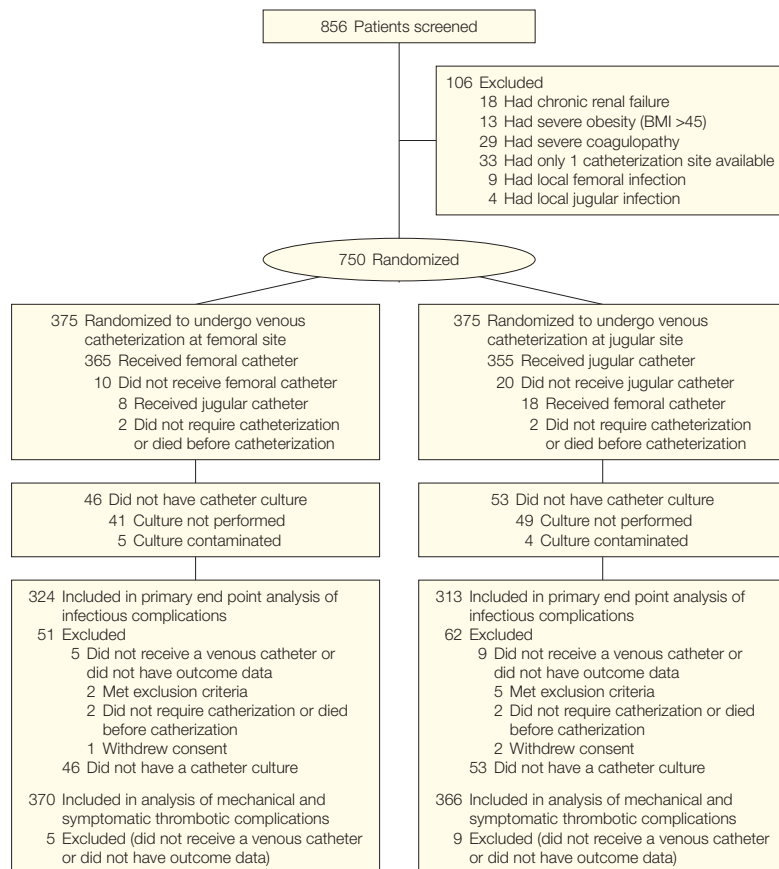 856 Patients screened
106 Excluded
18 Had chronic renal failure
13 Had severe obesity (BMI >45)
29 Had severe coagulopathy
33 Had only 1 catheterization site available
9 Had local femoral infection
4 Had local jugular infection
750 Randomized
375 Randomized to undergo venous
catheterization at femoral site
365 Received femoral catheter
10 Did not receive femoral catheter
8 Received jugular catheter
2 Did not require catheterization
or died before catheterization
375 Randomized to undergo venous
catheterization at jugular site
355 Received jugular catheter
20 Did not receive jugular catheter
18 Received femoral catheter
2 Did not require catheterization
or died before catheterization
46 Did not have catheter culture
41 Culture not performed
5 Culture contaminated
53 Did not have catheter culture
49 Culture not performed
4 Culture contaminated
324 Included in primary end point analysis of
infectious complications
51 Excluded
5 Did not receive a venous catheter or
did not have outcome data
2 Met exclusion criteria
2 Did not require catherization or died
before catherization
1 Withdrew consent
46 Did not have a catheter culture
370 Included in analysis of mechanical and
symptomatic thrombotic complications
5 Excluded (did not receive a venous catheter
or did not have outcome data)
313 Included in primary end point analysis of
infectious complications
62 Excluded
9 Did not receive a venous catheter or
did not have outcome data
5 Met exclusion criteria
2 Did not require catherization or died
before catherization
2 Withdrew consent
53 Did not have a catheter culture
366 Included in analysis of mechanical and
symptomatic thrombotic complications
9 Excluded (did not receive a venous catheter
or did not have outcome data)